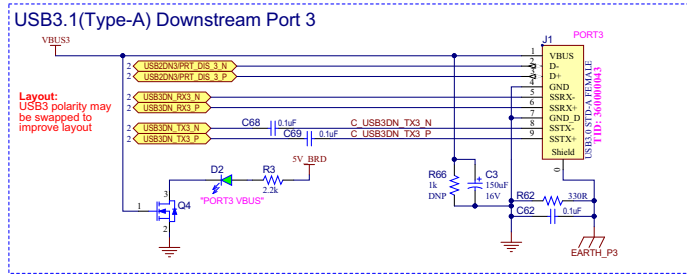 USB3.1(Type-A) Downstream Port 3
VBUS3
J1
PORT3
1
VBUS
2 USB2DN3/PRT_DIS_3_N
2
D-
2 USB2DN3/PRT_DIS_3_P
3
D+
4
GND
Layout:
USB3 polarity may
be swapped to
improve layout
2 USB3DN_RX3_N
5
SSRX-
2 USB3DN_RX3_P
6
SSRX+
7
GND_D
2 USB3DN_TX3_N
C68
0.1uF
C_USB3DN_TX3_N
8
SSTX-
2 USB3DN_TX3_P
C69
0.1uF
C_USB3DN_TX3_P
9
SSTX+
Shield
0
USB3.0 STD-A FEMALE
TID: 360000043
5V_BRD
D2
R3
2.2k
"PORT3 VBUS"
3
1
Q4
2
R66
1k
DNP
C3
150uF
16V
R62
330R
C62
0.1uF
EARTH_P3